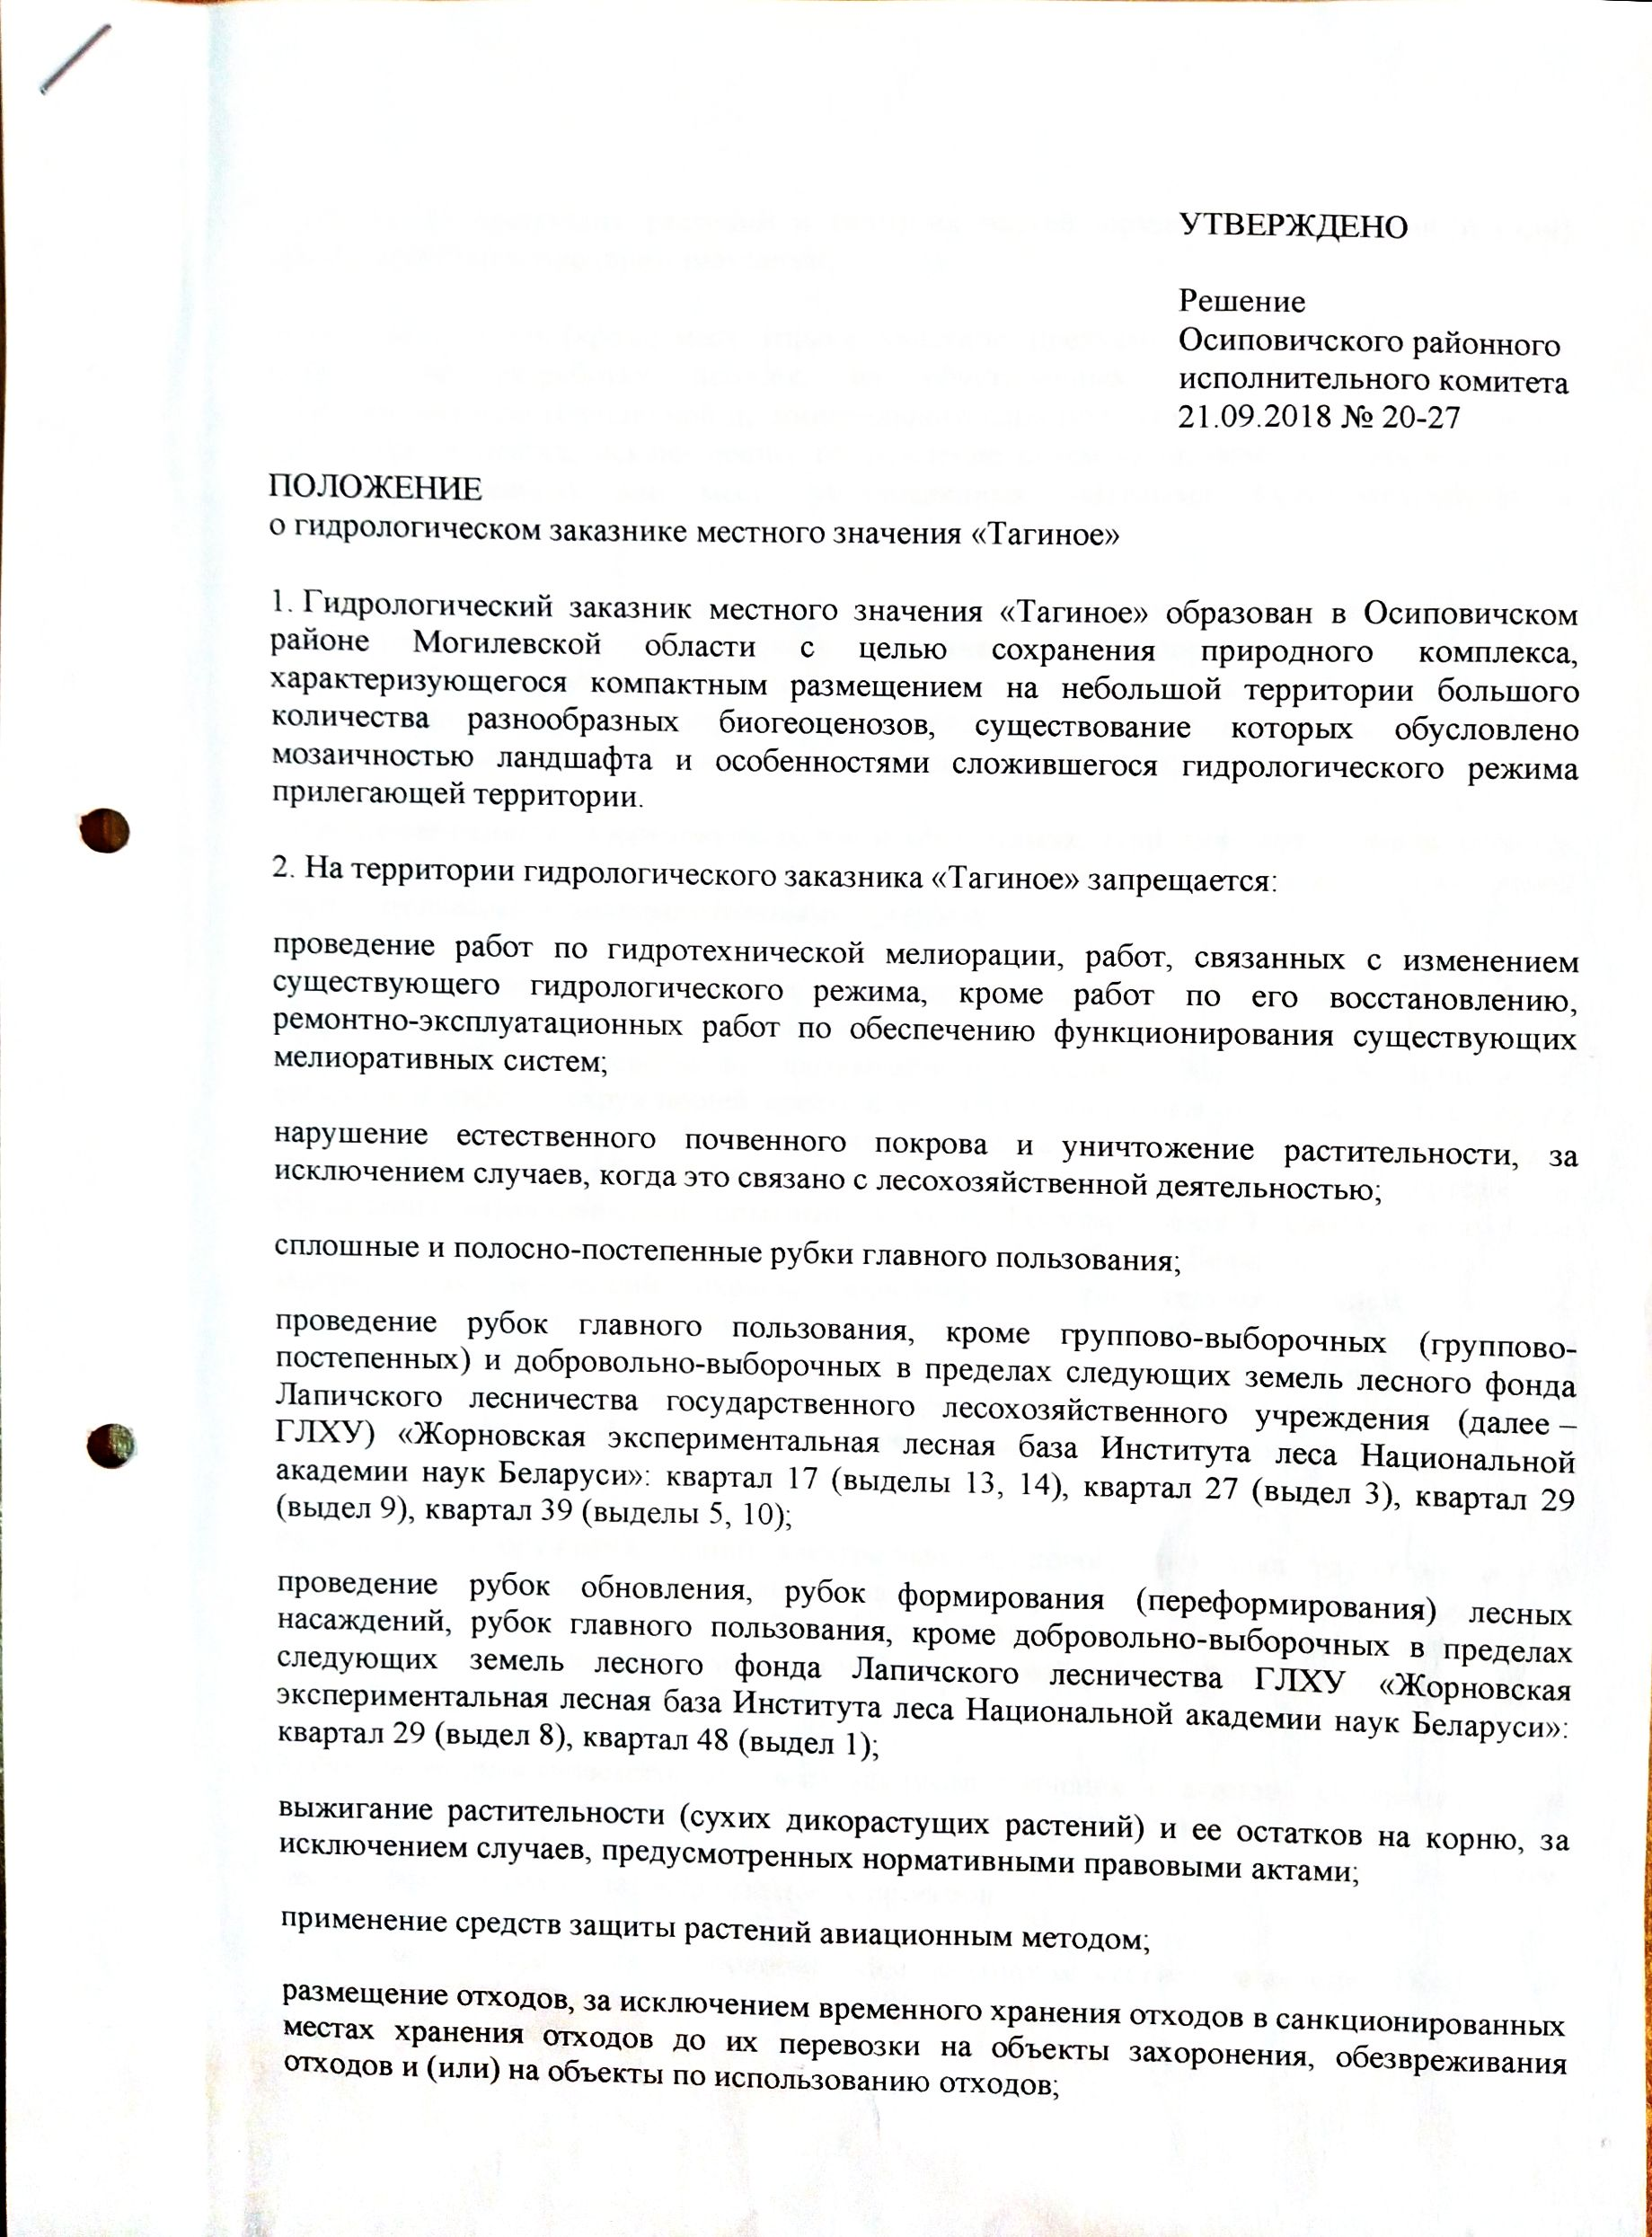 УТВЕРЖДЕНО
Решение
Осиповичского районного
исполнительного комитета
21.09.2018 № 20-27
ПОЛОЖЕНИЕ
о гидрологическом заказнике местного значения «Тагиное»
1. Гидрологический заказник местного значения «Тагиное» образован в Осиповичском
районе Могилевской области с целью сохранения природного комплекса,
характеризующегося компактным размещением на небольшой территории большого
количества разнообразных биогеоценозов, существование которых обусловлено
мозаичностью ландшафта и особенностями сложившегося гидрологического режима
прилегающей территории.
2. На территории гидрологического заказника «Тагиное» запрещается:
проведение работ по гидротехнической мелиорации, работ, связанных с изменением
существующего гидрологического режима, кроме работ по его восстановлению,
ремонтно-эксплуатационных работ по обеспечению функционирования существующих
мелиоративных систем;
нарушение естественного почвенного покрова и уничтожение растительности, за
исключением случаев, когда это связано с лесохозяйственной деятельностью;
сплошные и полосно-постепенные рубки главного пользования;
проведение рубок главного пользования, кроме группово-выборочных (группово-
постепенных) и добровольно-выборочных в пределах следующих земель лесного фонда
Лапичского лесничества государственного лесохозяйственного учреждения (далее –
ГЛХУ) «Жорновская экспериментальная лесная база Института леса Национальной
академии наук Беларуси»: квартал 17 (выделы 13, 14), квартал 27 (выдел 3), квартал 29
(выдел 9), квартал 39 (выделы 5, 10);
проведение рубок обновления, рубок формирования (переформирования) лесных
насаждений, рубок главного пользования, кроме добровольно-выборочных в пределах
следующих земель лесного фонда Лапичского лесничества ГЛХУ «Жорновская
экспериментальная лесная база Института леса Национальной академии наук Беларуси»:
квартал 29 (выдел 8), квартал 48 (выдел 1);
выжигание растительности (сухих дикорастущих растений) и ее остатков на корню, за
исключением случаев, предусмотренных нормативными правовыми актами;
применение средств защиты растений авиационным методом;
размещение отходов, за исключением временного хранения отходов в санкционированных
местах хранения отходов до их перевозки на объекты захоронения, обезвреживания
отходов и (или) на объекты по использованию отходов;